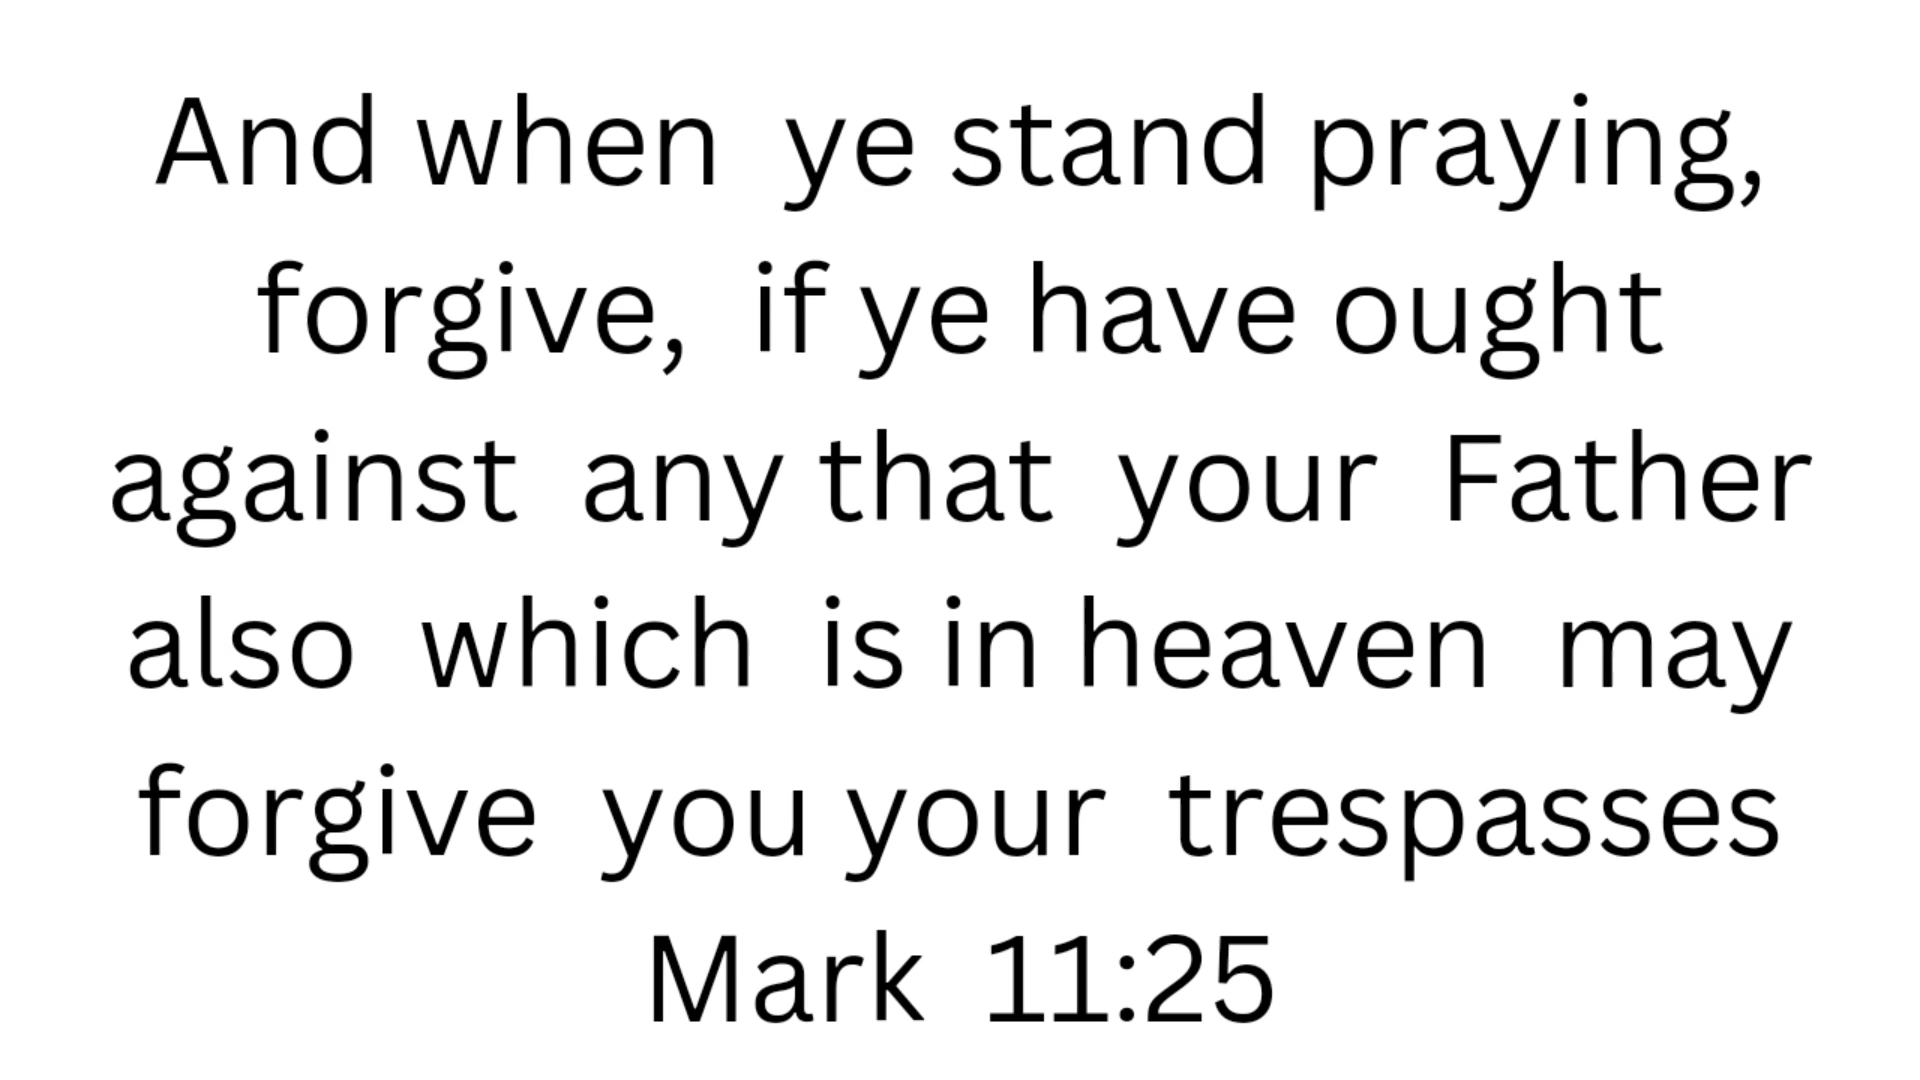 And when ye stand praying,
forgive, if ye have ought
against any that your Father
also which is in heaven may
forgive you your trespasses
Mark 11:25